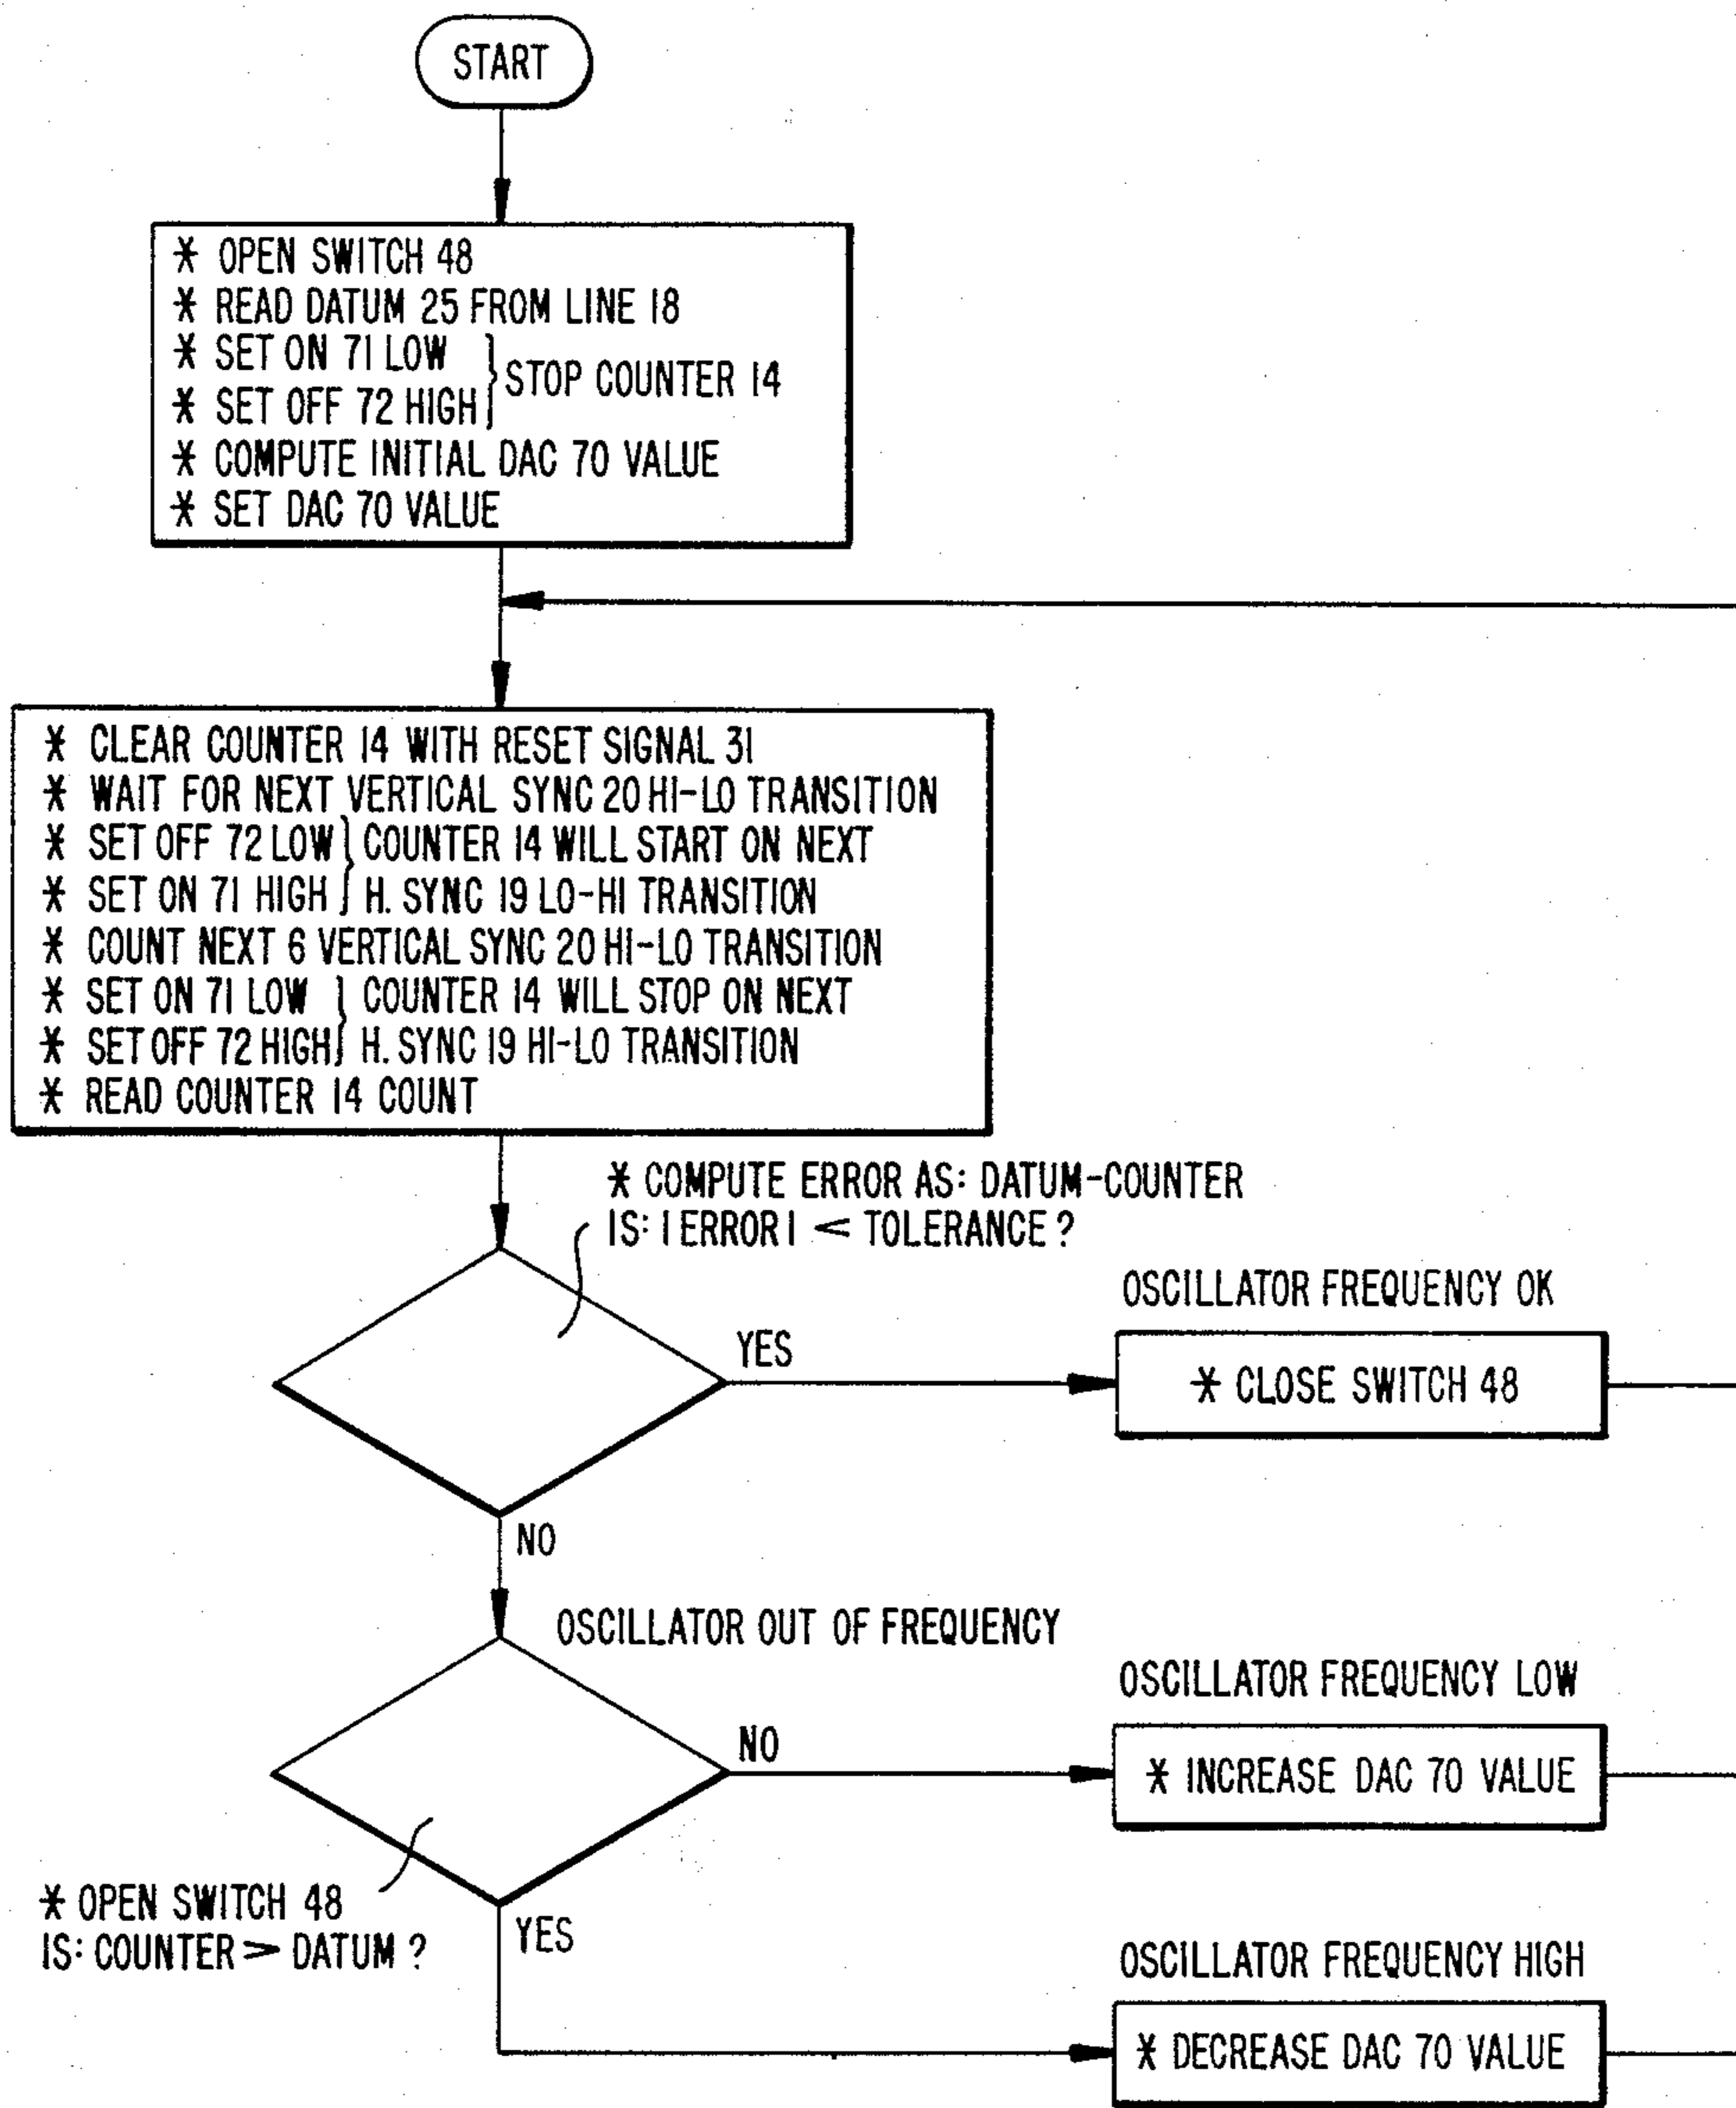 START
* OPEN SWITCH 48
* READ DATUM 25 FROM LINE 18
* SET ON 71 LOW
* SET OFF 72 HIGH
STOP COUNTER 14
* COMPUTE INITIAL DAC 70 VALUE
* SET DAC 70 VALUE
* CLEAR COUNTER 14 WITH RESET SIGNAL 31
* WAIT FOR NEXT VERTICAL SYNC 20 HI-LO TRANSITION
* SET OFF 72 LOW } COUNTER 14 WILL START ON NEXT
* SET ON 71 HIGH } H. SYNC 19 LO-HI TRANSITION
* COUNT NEXT 6 VERTICAL SYNC 20 HI-LO TRANSITION
* SET ON 71 LOW } COUNTER 14 WILL STOP ON NEXT
* SET OFF 72 HIGH } H. SYNC 19 HI-LO TRANSITION
* READ COUNTER 14 COUNT
* COMPUTE ERROR AS: DATUM-COUNTER
IS: |ERROR| < TOLERANCE ?
OSCILLATOR FREQUENCY OK
YES
* CLOSE SWITCH 48
NO
OSCILLATOR OUT OF FREQUENCY
OSCILLATOR FREQUENCY LOW
NO
* INCREASE DAC 70 VALUE
* OPEN SWITCH 48
IS: COUNTER > DATUM ?
YES
OSCILLATOR FREQUENCY HIGH
* DECREASE DAC 70 VALUE